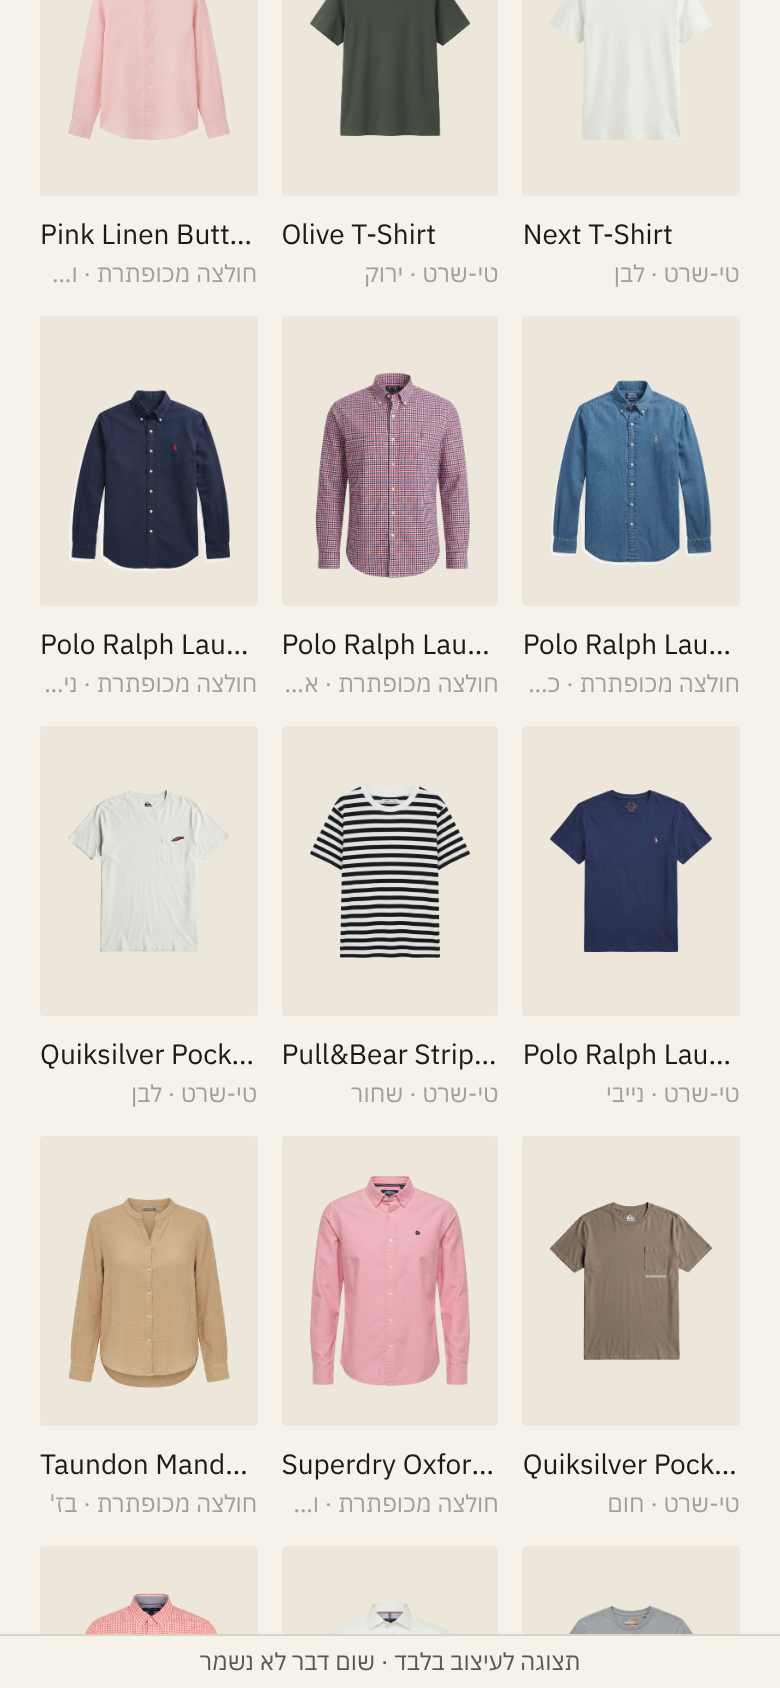 Pink Linen Butt...
חולצה מכופתרת · ו...
Olive T-Shirt
טי-שרט · ירוק
Next T-Shirt
טי-שרט · לבן
Polo Ralph Lau...
חולצה מכופתרת · ני...
Polo Ralph Lau...
חולצה מכופתרת · א...
Polo Ralph Lau...
חולצה מכופתרת · כ...
Quiksilver Pock...
טי-שרט · לבן
Pull&Bear Strip...
טי-שרט · שחור
Polo Ralph Lau...
טי-שרט · נייבי
Taundon Mand...
חולצה מכופתרת · בז'
Superdry Oxfor...
חולצה מכופתרת · ו...
Quiksilver Pock...
טי-שרט · חום
תצוגה לעיצוב בלבד · שום דבר לא נשמר